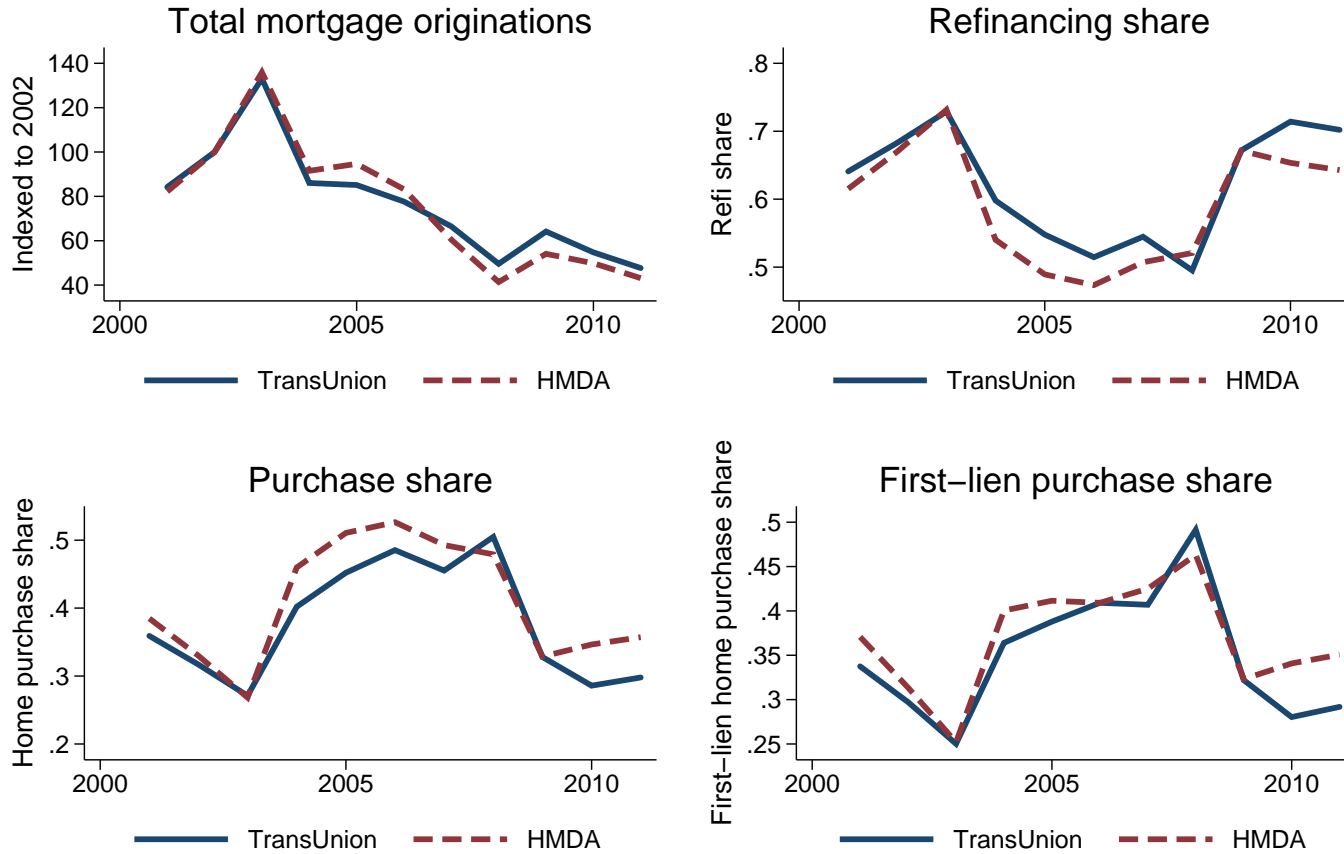 Total mortgage originations
Indexed to 2002
140
120
100
80
60
40
2000 2005 2010
TransUnion HMDA
Refinancing share
Refi share
.8
.7
.6
.5
2000 2005 2010
TransUnion HMDA
Purchase share
Home purchase share
.5
.4
.3
.2
2000 2005 2010
TransUnion HMDA
First−lien purchase share
First−lien home purchase share
.5
.45
.4
.35
.3
.25
2000 2005 2010
TransUnion HMDA